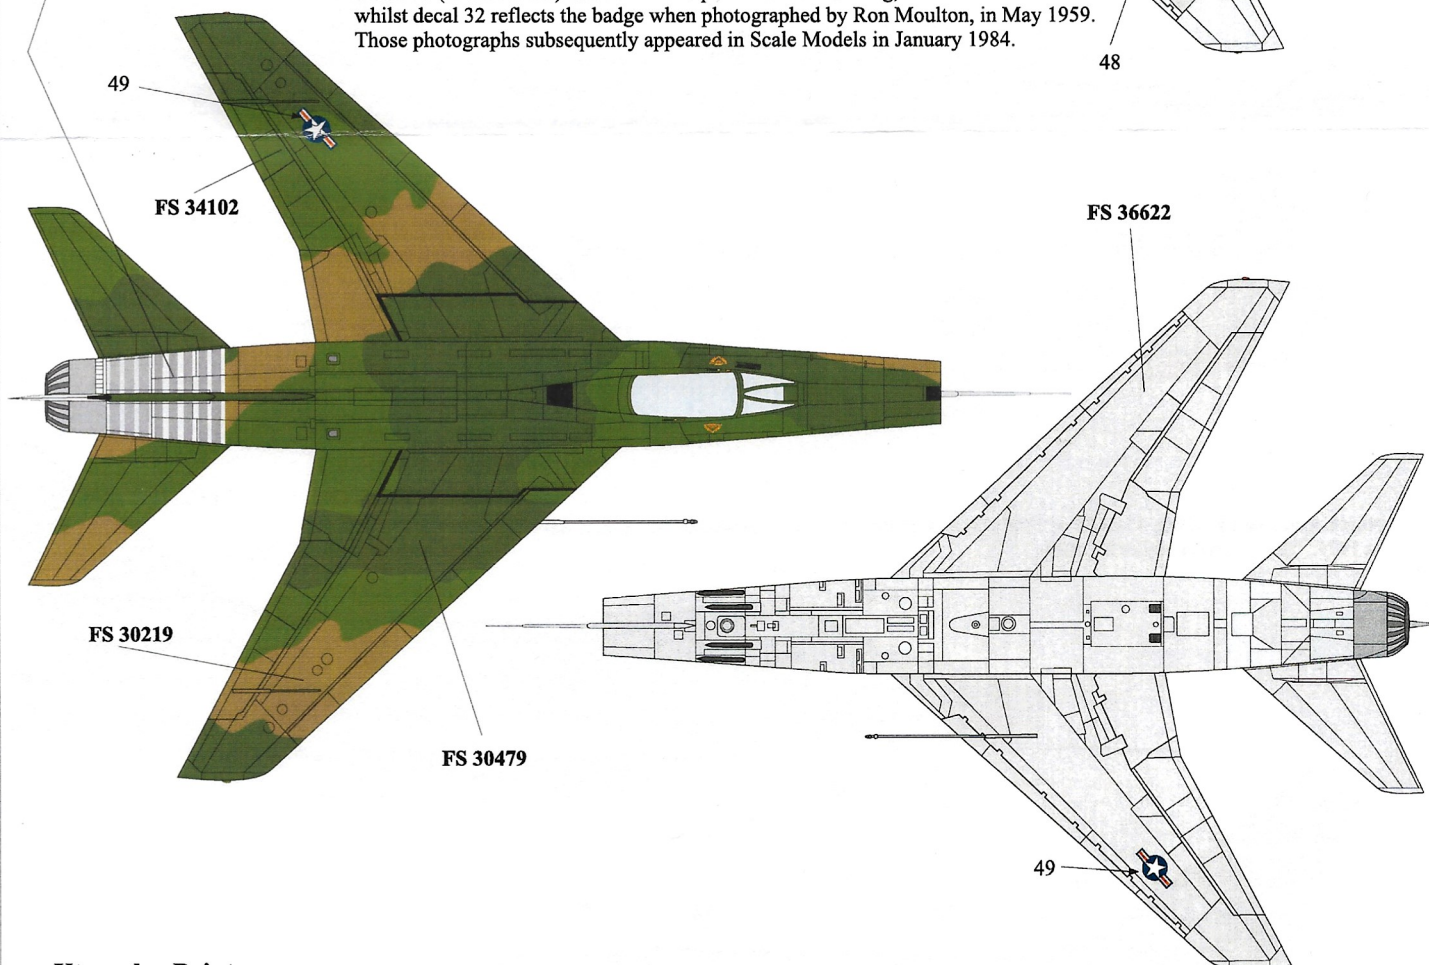 whilst decal 32 reflects the badge when photographed by Ron Moulton, in May 1959.
Those photographs subsequently appeared in Scale Models in January 1984.
48
49
FS 34102
FS 36622
FS 30219
FS 30479
49